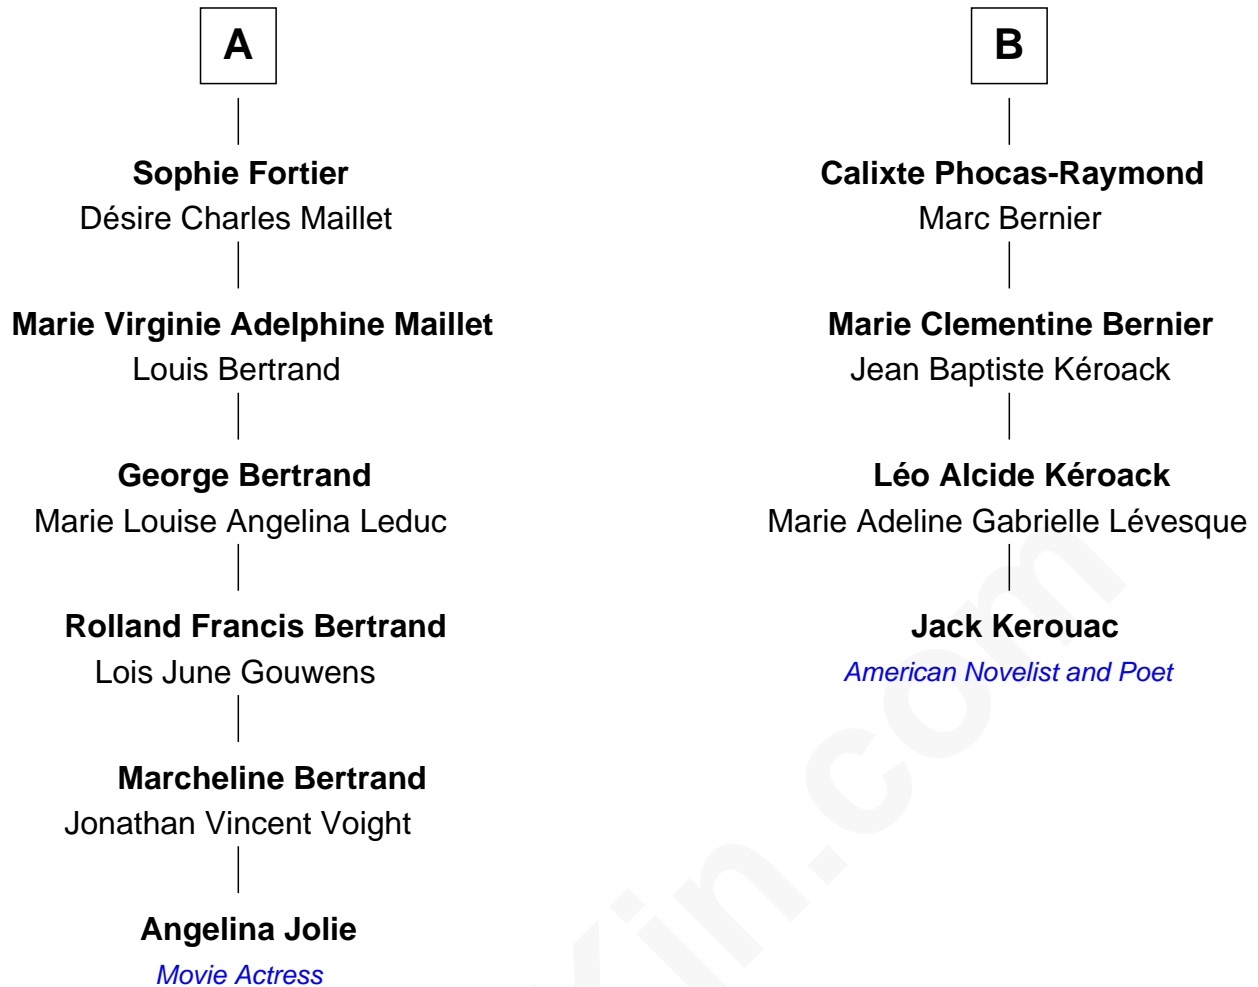 A
Sophie Fortier
Désire Charles Maillet
Marie Virginie Adelphine Maillet
Louis Bertrand
George Bertrand
Marie Louise Angelina Leduc
Rolland Francis Bertrand
Lois June Gouwens
Marcheline Bertrand
Jonathan Vincent Voight
Angelina Jolie
Movie Actress
B
Calixte Phocas-Raymond
Marc Bernier
Marie Clementine Bernier
Jean Baptiste Kéroack
Léo Alcide Kéroack
Marie Adeline Gabrielle Lévesque
Jack Kerouac
American Novelist and Poet
Kin.com